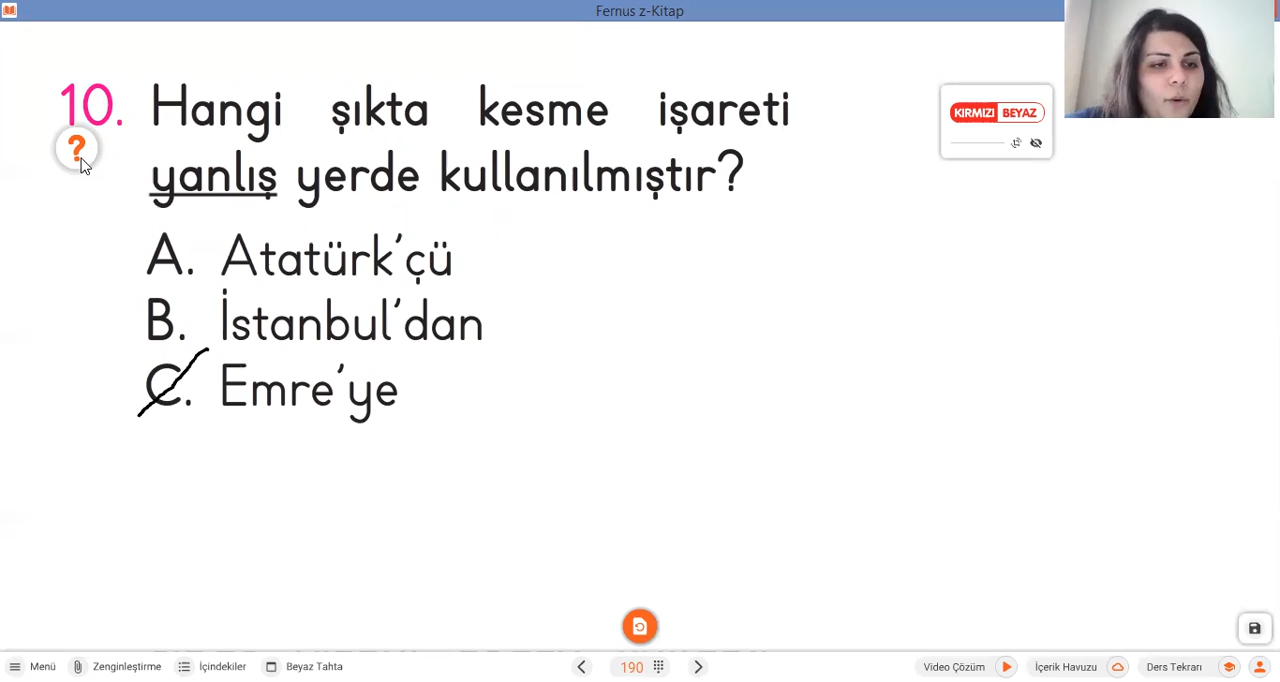 Fernus z-Kitap
10. Hangi şıkta kesme işareti
yanlış yerde kullanılmıştır?
KIRMIZI BEYAZ
?
A. Atatürk'çü
B. İstanbul'dan
C. Emre'ye
Menü Zenginleştirme İçindekiler Beyaz Tahta 190 Video Çözüm İçerik Havuzu Ders Tekrarı